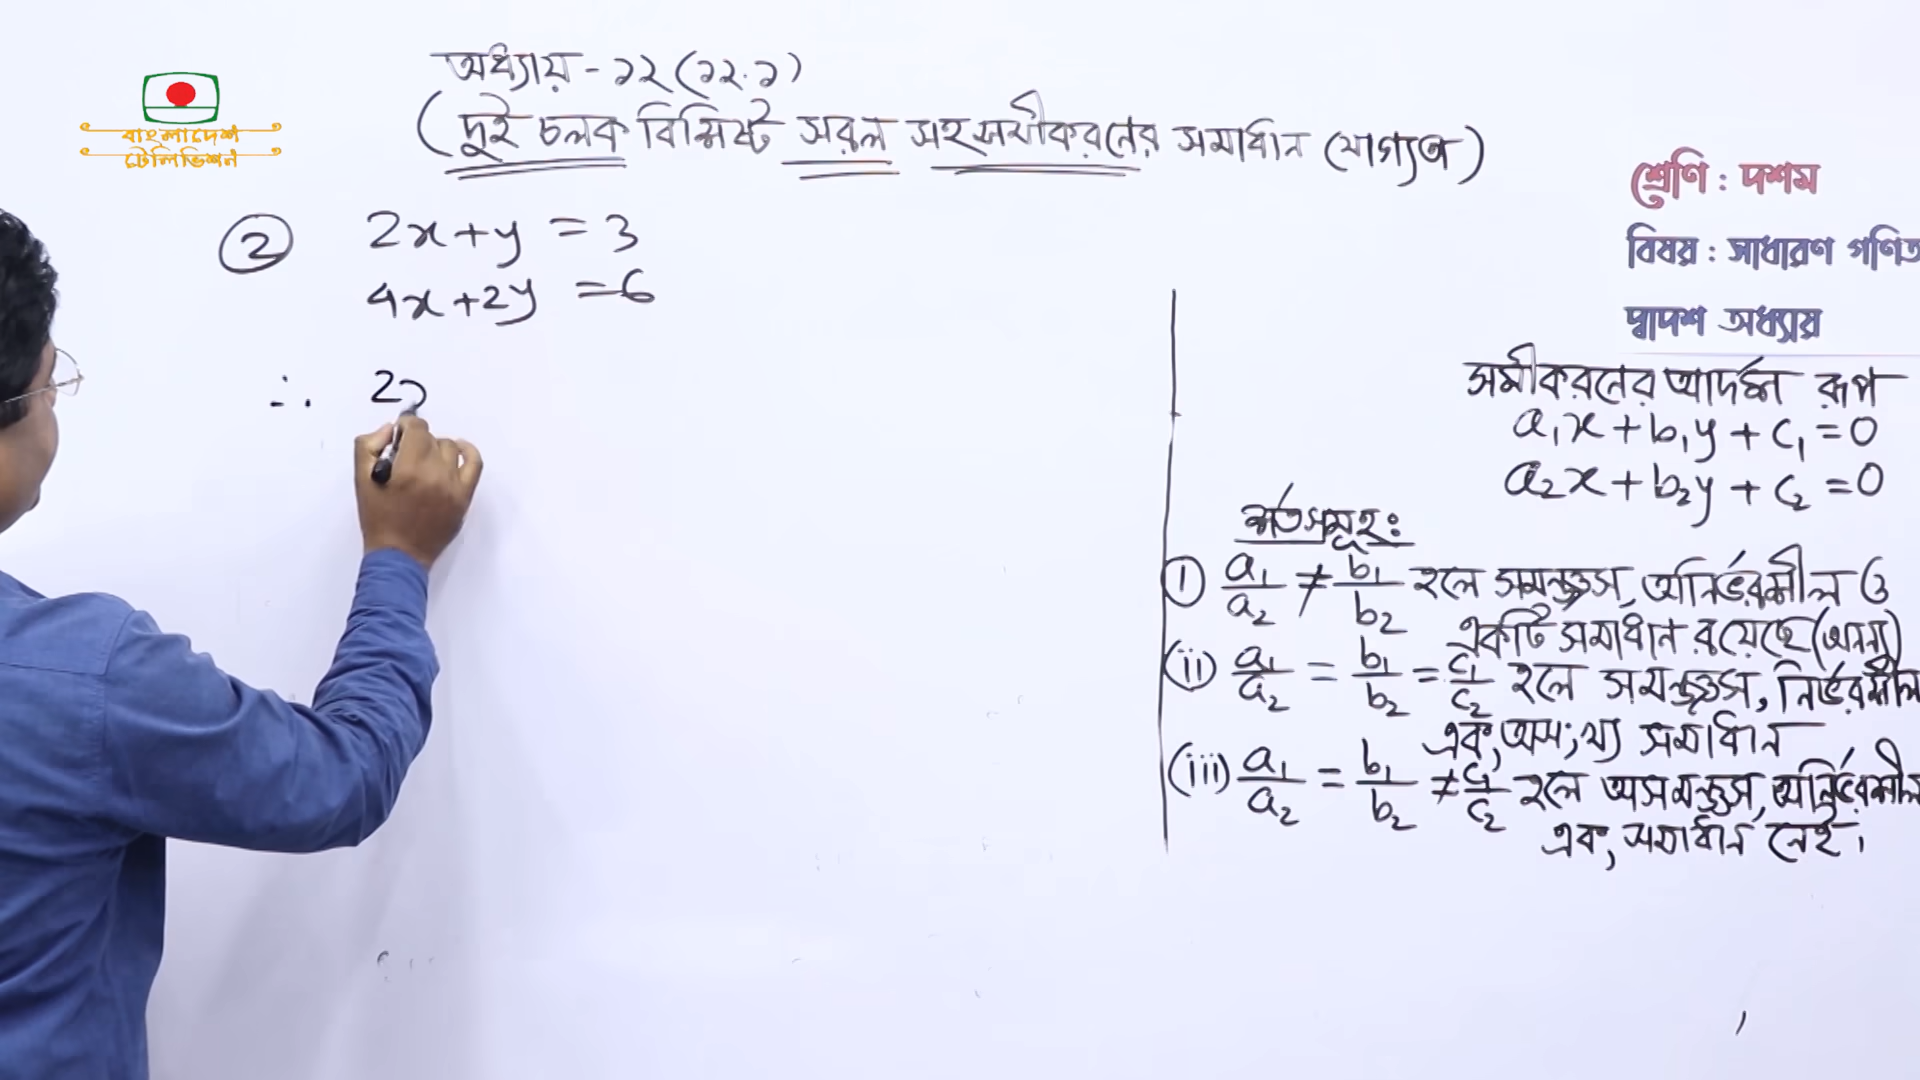 বাংলাদেশ
টেলিভিশন
অধ্যায় - ১২ (১২.১)
(দুই চলক বিশিষ্ট সরল সহসমীকরনের সমাধান যোগ্যতা)
শ্রেণি : দশম
বিষয় : সাধারণ গণিত
দ্বাদশ অধ্যায়
② 2x+y = 3
4x+2y = 6
∴ 2x
সমীকরনের আদর্শ রূপ
a₁x + b₁y + c₁ = 0
a₂x + b₂y + c₂ = 0
শর্তসমূহঃ
(i) a₁/a₂ ≠ b₁/b₂ হলে সমঞ্জস, অনির্ভরশীল ও
একটি সমাধান রয়েছে (অনন্য)
(ii) a₁/a₂ = b₁/b₂ = c₁/c₂ হলে সমঞ্জস, নির্ভরশীল
এবং অসংখ্য সমাধান
(iii) a₁/a₂ = b₁/b₂ ≠ c₁/c₂ হলে অসমঞ্জস, অনির্ভরশীল
এবং সমাধান নেই।